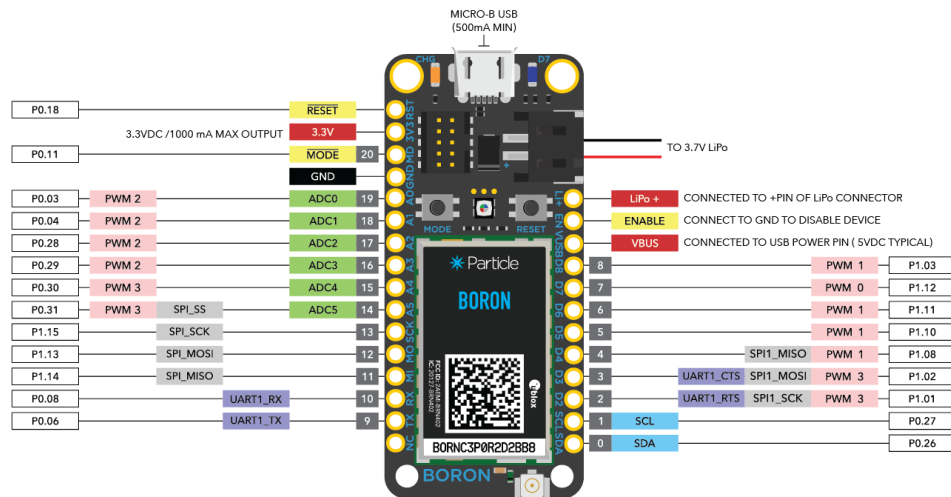 MICRO-B USB
(500mA MIN)
CHG
D7
P0.18 RESET RST
3.3VDC /1000 mA MAX OUTPUT 3.3V 3V3
P0.11 MODE 20 MD
GND GND
TO 3.7V LiPo
+
MODE
RESET
P0.03 PWM 2 ADC0 19 A0
P0.04 PWM 2 ADC1 18 A1
P0.28 PWM 2 ADC2 17 A2
P0.29 PWM 2 ADC3 16 A3
P0.30 PWM 3 ADC4 15 A4
P0.31 PWM 3 SPI_SS ADC5 14 A5
P1.15 SPI_SCK 13 SCK
P1.13 SPI_MOSI 12 MO
P1.14 SPI_MISO 11 MI
P0.08 UART1_RX 10 RX
P0.06 UART1_TX 9 TX
NC
Li+ LiPo + CONNECTED TO +PIN OF LiPo CONNECTOR
EN ENABLE CONNECT TO GND TO DISABLE DEVICE
VUSB VBUS CONNECTED TO USB POWER PIN ( 5VDC TYPICAL)
D8 8 PWM 1 P1.03
D7 7 PWM 0 P1.12
D6 6 PWM 1 P1.11
D5 5 PWM 1 P1.10
D4 4 SPI1_MISO PWM 1 P1.08
D3 3 UART1_CTS SPI1_MOSI PWM 3 P1.02
D2 2 UART1_RTS SPI1_SCK PWM 3 P1.01
SCL 1 SCL P0.27
SDA 0 SDA P0.26
Particle
BORON
FCC ID: 2AEMI-BRN402
IC: 20127-BRN402
ublox
BORNC3P0R2D2BB8
BORON